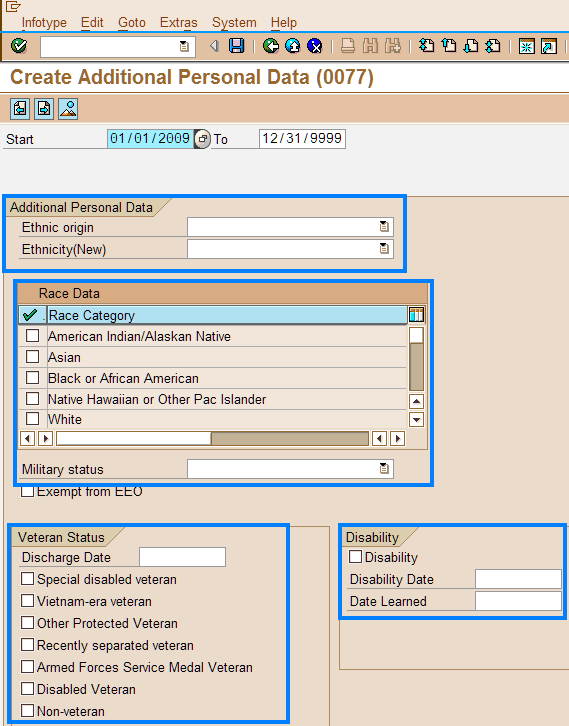 Infotype Edit Goto Extras System Help
Create Additional Personal Data (0077)
Start 01/01/2009 To 12/31/9999
Additional Personal Data
Ethnic origin
Ethnicity(New)
Race Data
Race Category
American Indian/Alaskan Native
Asian
Black or African American
Native Hawaiian or Other Pac Islander
White
Military status
Exempt from EEO
Veteran Status
Discharge Date
Special disabled veteran
Vietnam-era veteran
Other Protected Veteran
Recently separated veteran
Armed Forces Service Medal Veteran
Disabled Veteran
Non-veteran
Disability
Disability
Disability Date
Date Learned